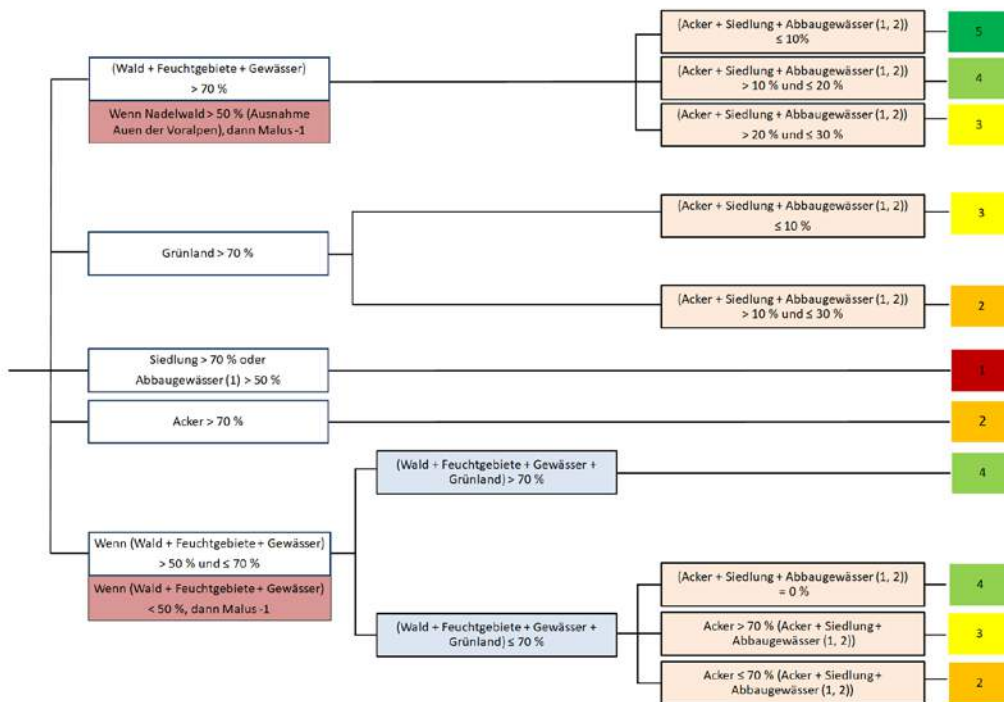 (Wald + Feuchtgebiete + Gewässer)
> 70 %
Wenn Nadelwald > 50 % (Ausnahme
Auen der Voralpen), dann Malus -1
(Acker + Siedlung + Abbaugewässer (1, 2))
≤ 10%
5
(Acker + Siedlung + Abbaugewässer (1, 2))
> 10 % und ≤ 20 %
4
(Acker + Siedlung + Abbaugewässer (1, 2))
> 20 % und ≤ 30 %
3
Grünland > 70 %
(Acker + Siedlung + Abbaugewässer (1, 2))
≤ 10 %
3
(Acker + Siedlung + Abbaugewässer (1, 2))
> 10 % und ≤ 30 %
2
Siedlung > 70 % oder
Abbaugewässer (1) > 50 %
1
Acker > 70 %
2
Wenn (Wald + Feuchtgebiete + Gewässer)
> 50 % und ≤ 70 %
Wenn (Wald + Feuchtgebiete + Gewässer)
< 50 %, dann Malus -1
(Wald + Feuchtgebiete + Gewässer +
Grünland) > 70 %
4
(Wald + Feuchtgebiete + Gewässer +
Grünland) ≤ 70 %
(Acker + Siedlung + Abbaugewässer (1, 2))
= 0 %
4
Acker > 70 % (Acker + Siedlung +
Abbaugewässer (1, 2))
3
Acker ≤ 70 % (Acker + Siedlung +
Abbaugewässer (1, 2))
2